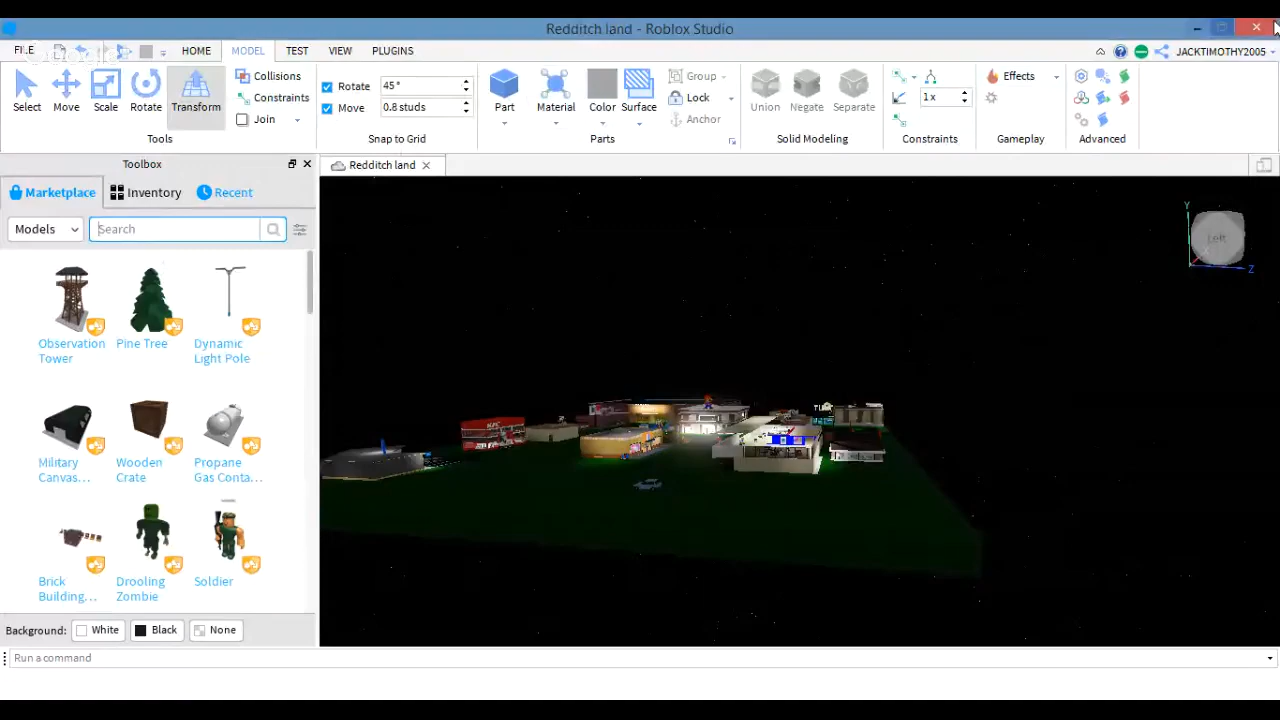 Redditch land - Roblox Studio
FILE HOME MODEL TEST VIEW PLUGINS JACKTIMOTHY2005
Select Move Scale Rotate Transform
Collisions
Constraints
Join
Tools
Rotate 45°
Move 0.8 studs
Snap to Grid
Part Material Color Surface
Group
Lock
Anchor
Parts
Union Negate Separate
Solid Modeling
1 x
Constraints
Effects
Gameplay
Advanced
Toolbox
Redditch land
Marketplace Inventory Recent
Models Search
Observation Tower
Pine Tree
Dynamic Light Pole
Military Canvas...
Wooden Crate
Propane Gas Conta...
Brick Building,...
Drooling Zombie
Soldier
Background: White Black None
Run a command
Left
Y
Z
KFC